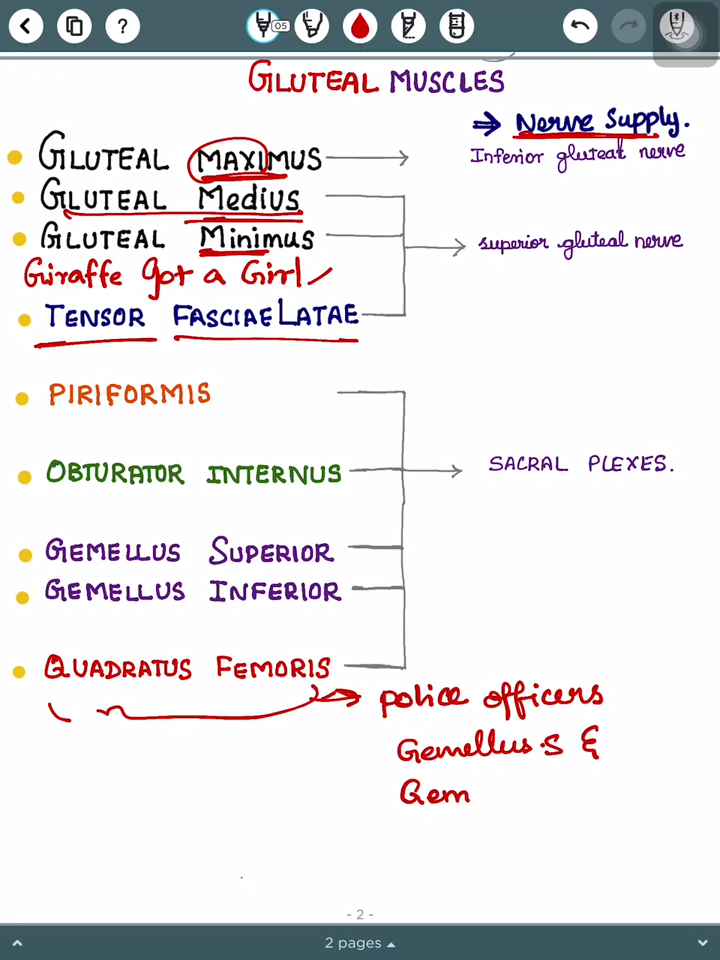 05
GLUTEAL MUSCLES
⇒ Nerve Supply.
• GLUTEAL MAXIMUS → Inferior gluteal nerve
• GLUTEAL Medius
• GLUTEAL Minimus → superior gluteal nerve
Giraffe Got a Girl
• TENSOR FASCIAE LATAE
• PIRIFORMIS
• OBTURATOR INTERNUS → SACRAL PLEXES.
• GEMELLUS SUPERIOR
• GEMELLUS INFERIOR
• QUADRATUS FEMORIS
→ police officers
Gemellus.s &
Gem
- 2 -
2 pages